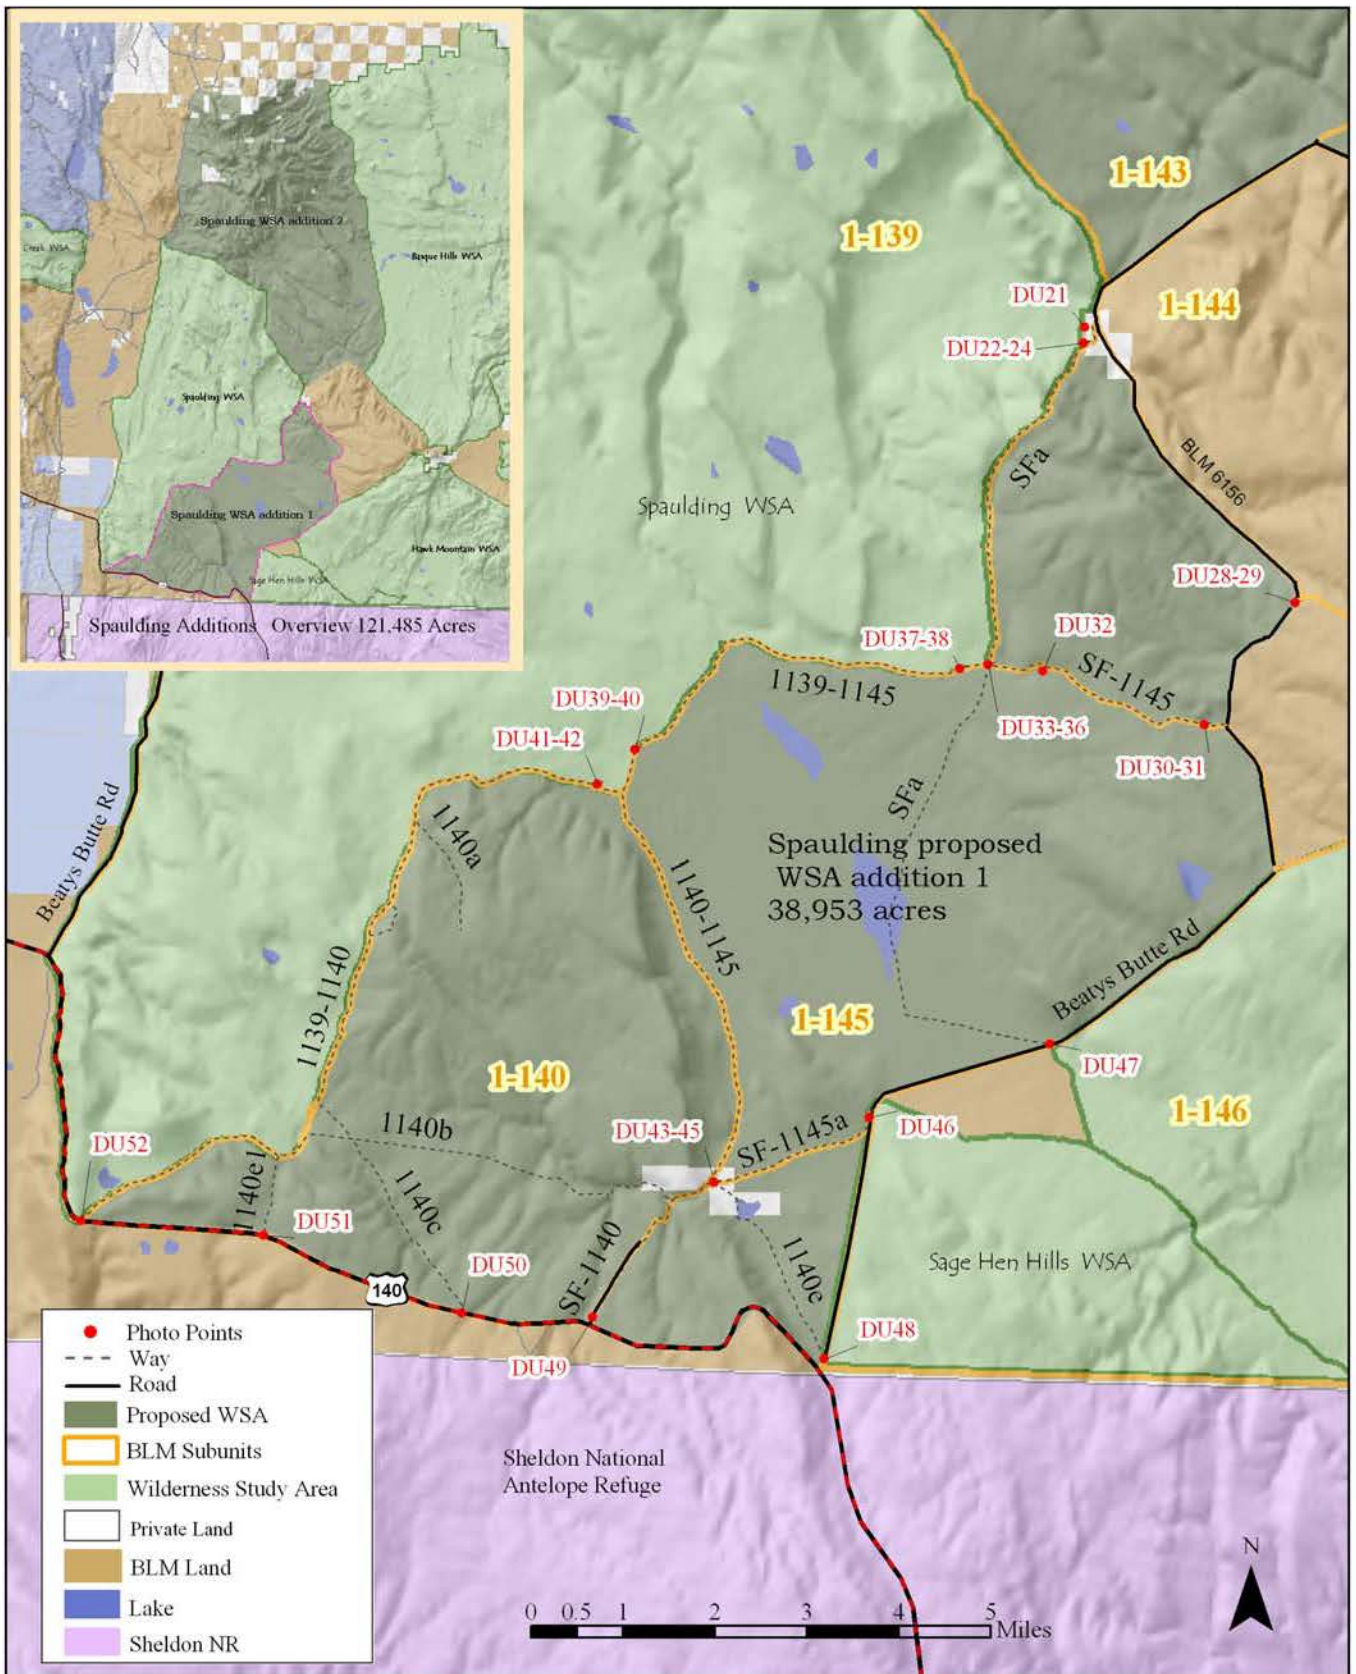 Spaulding WSA addition 2
Creek WSA
Basque Hills WSA
Spaulding WSA
Spaulding WSA addition 1
Hawk Mountain WSA
Sage Hen Hills WSA
Spaulding Additions Overview 121,485 Acres
1-143
1-139
1-144
DU21
DU22-24
BLM 6156
SFa
Spaulding WSA
DU28-29
DU37-38
DU32
1139-1145
SF-1145
DU39-40
DU33-36
DU41-42
DU30-31
Beatys Butte Rd
1140a
SFa
Spaulding proposed
WSA addition 1
38,953 acres
1140-1145
1139-1140
Beatys Butte Rd
1-145
1-140
DU47
1-146
1140b
DU43-45
SF-1145a
DU46
DU52
1140e1
1140c
DU51
SF-1140
1140e
Sage Hen Hills WSA
140
DU50
DU48
DU49
Photo Points
Way
Road
Proposed WSA
BLM Subunits
Wilderness Study Area
Private Land
BLM Land
Lake
Sheldon NR
Sheldon National
Antelope Refuge
N
0 0.5 1 2 3 4 5
Miles